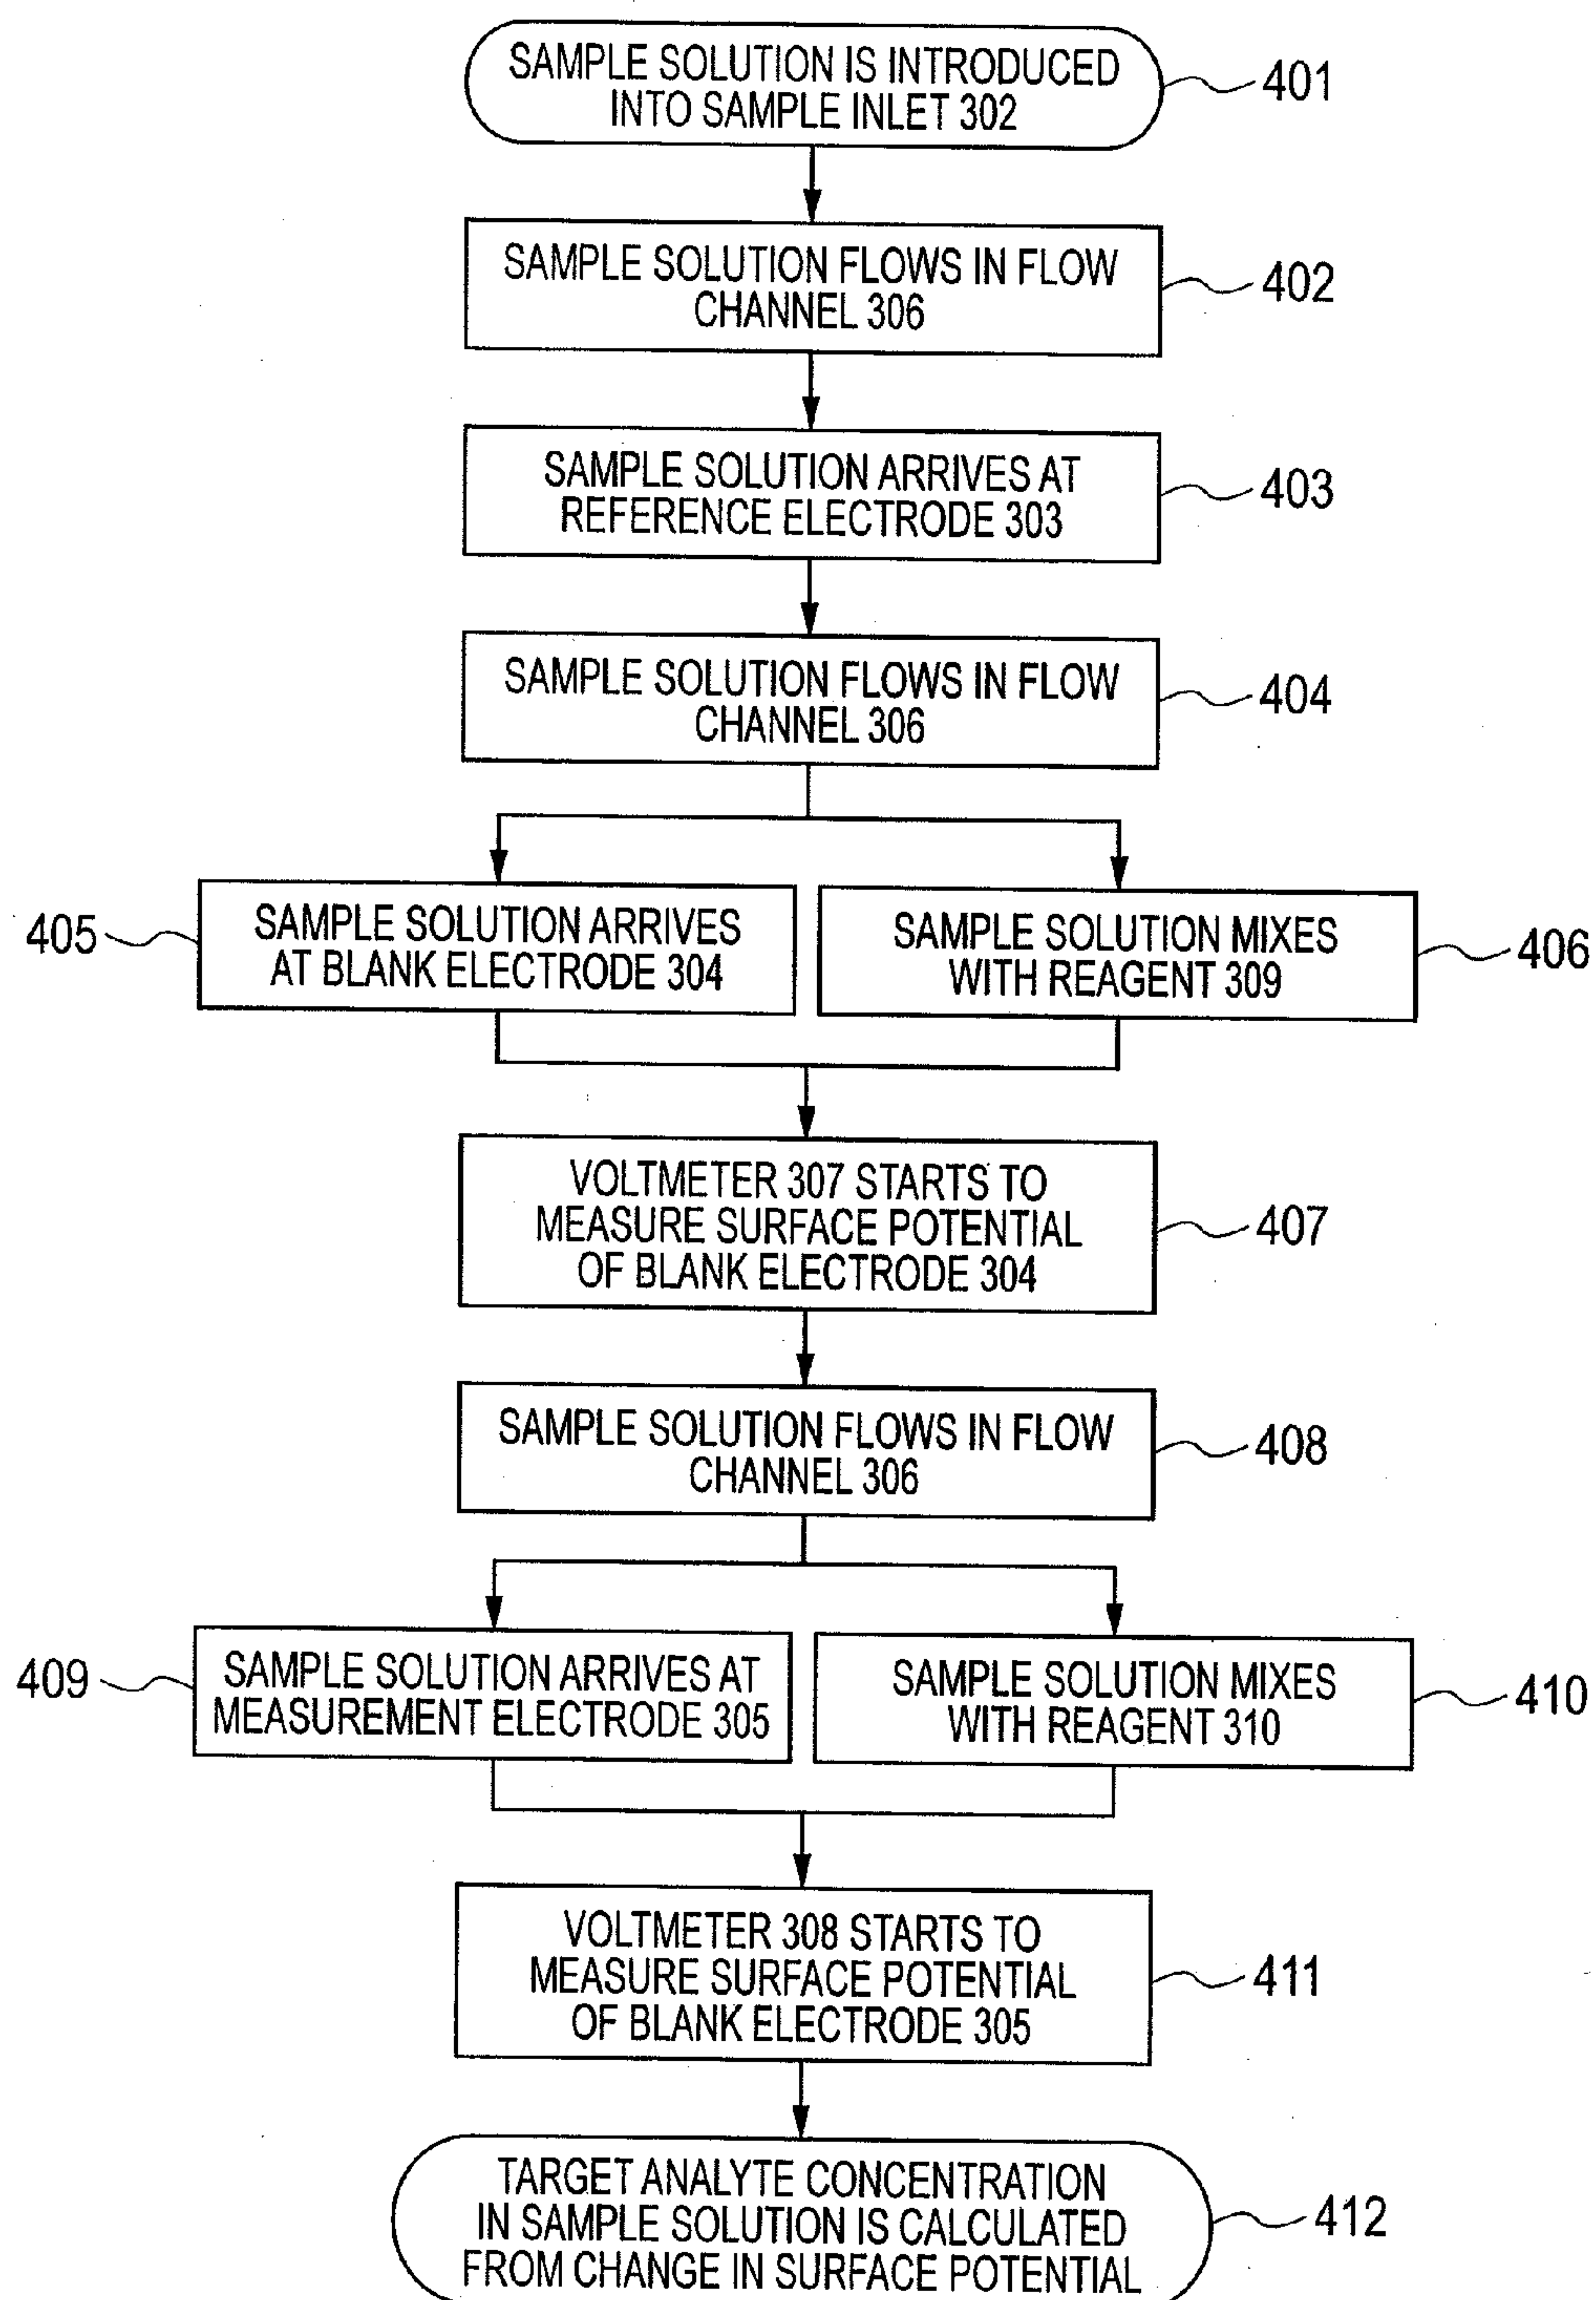 SAMPLE SOLUTION IS INTRODUCED
INTO SAMPLE INLET 302
401
SAMPLE SOLUTION FLOWS IN FLOW
CHANNEL 306
402
SAMPLE SOLUTION ARRIVES AT
REFERENCE ELECTRODE 303
403
SAMPLE SOLUTION FLOWS IN FLOW
CHANNEL 306
404
405
SAMPLE SOLUTION ARRIVES
AT BLANK ELECTRODE 304
SAMPLE SOLUTION MIXES
WITH REAGENT 309
406
VOLTMETER 307 STARTS TO
MEASURE SURFACE POTENTIAL
OF BLANK ELECTRODE 304
407
SAMPLE SOLUTION FLOWS IN FLOW
CHANNEL 306
408
409
SAMPLE SOLUTION ARRIVES AT
MEASUREMENT ELECTRODE 305
SAMPLE SOLUTION MIXES
WITH REAGENT 310
410
VOLTMETER 308 STARTS TO
MEASURE SURFACE POTENTIAL
OF BLANK ELECTRODE 305
411
TARGET ANALYTE CONCENTRATION
IN SAMPLE SOLUTION IS CALCULATED
FROM CHANGE IN SURFACE POTENTIAL
412